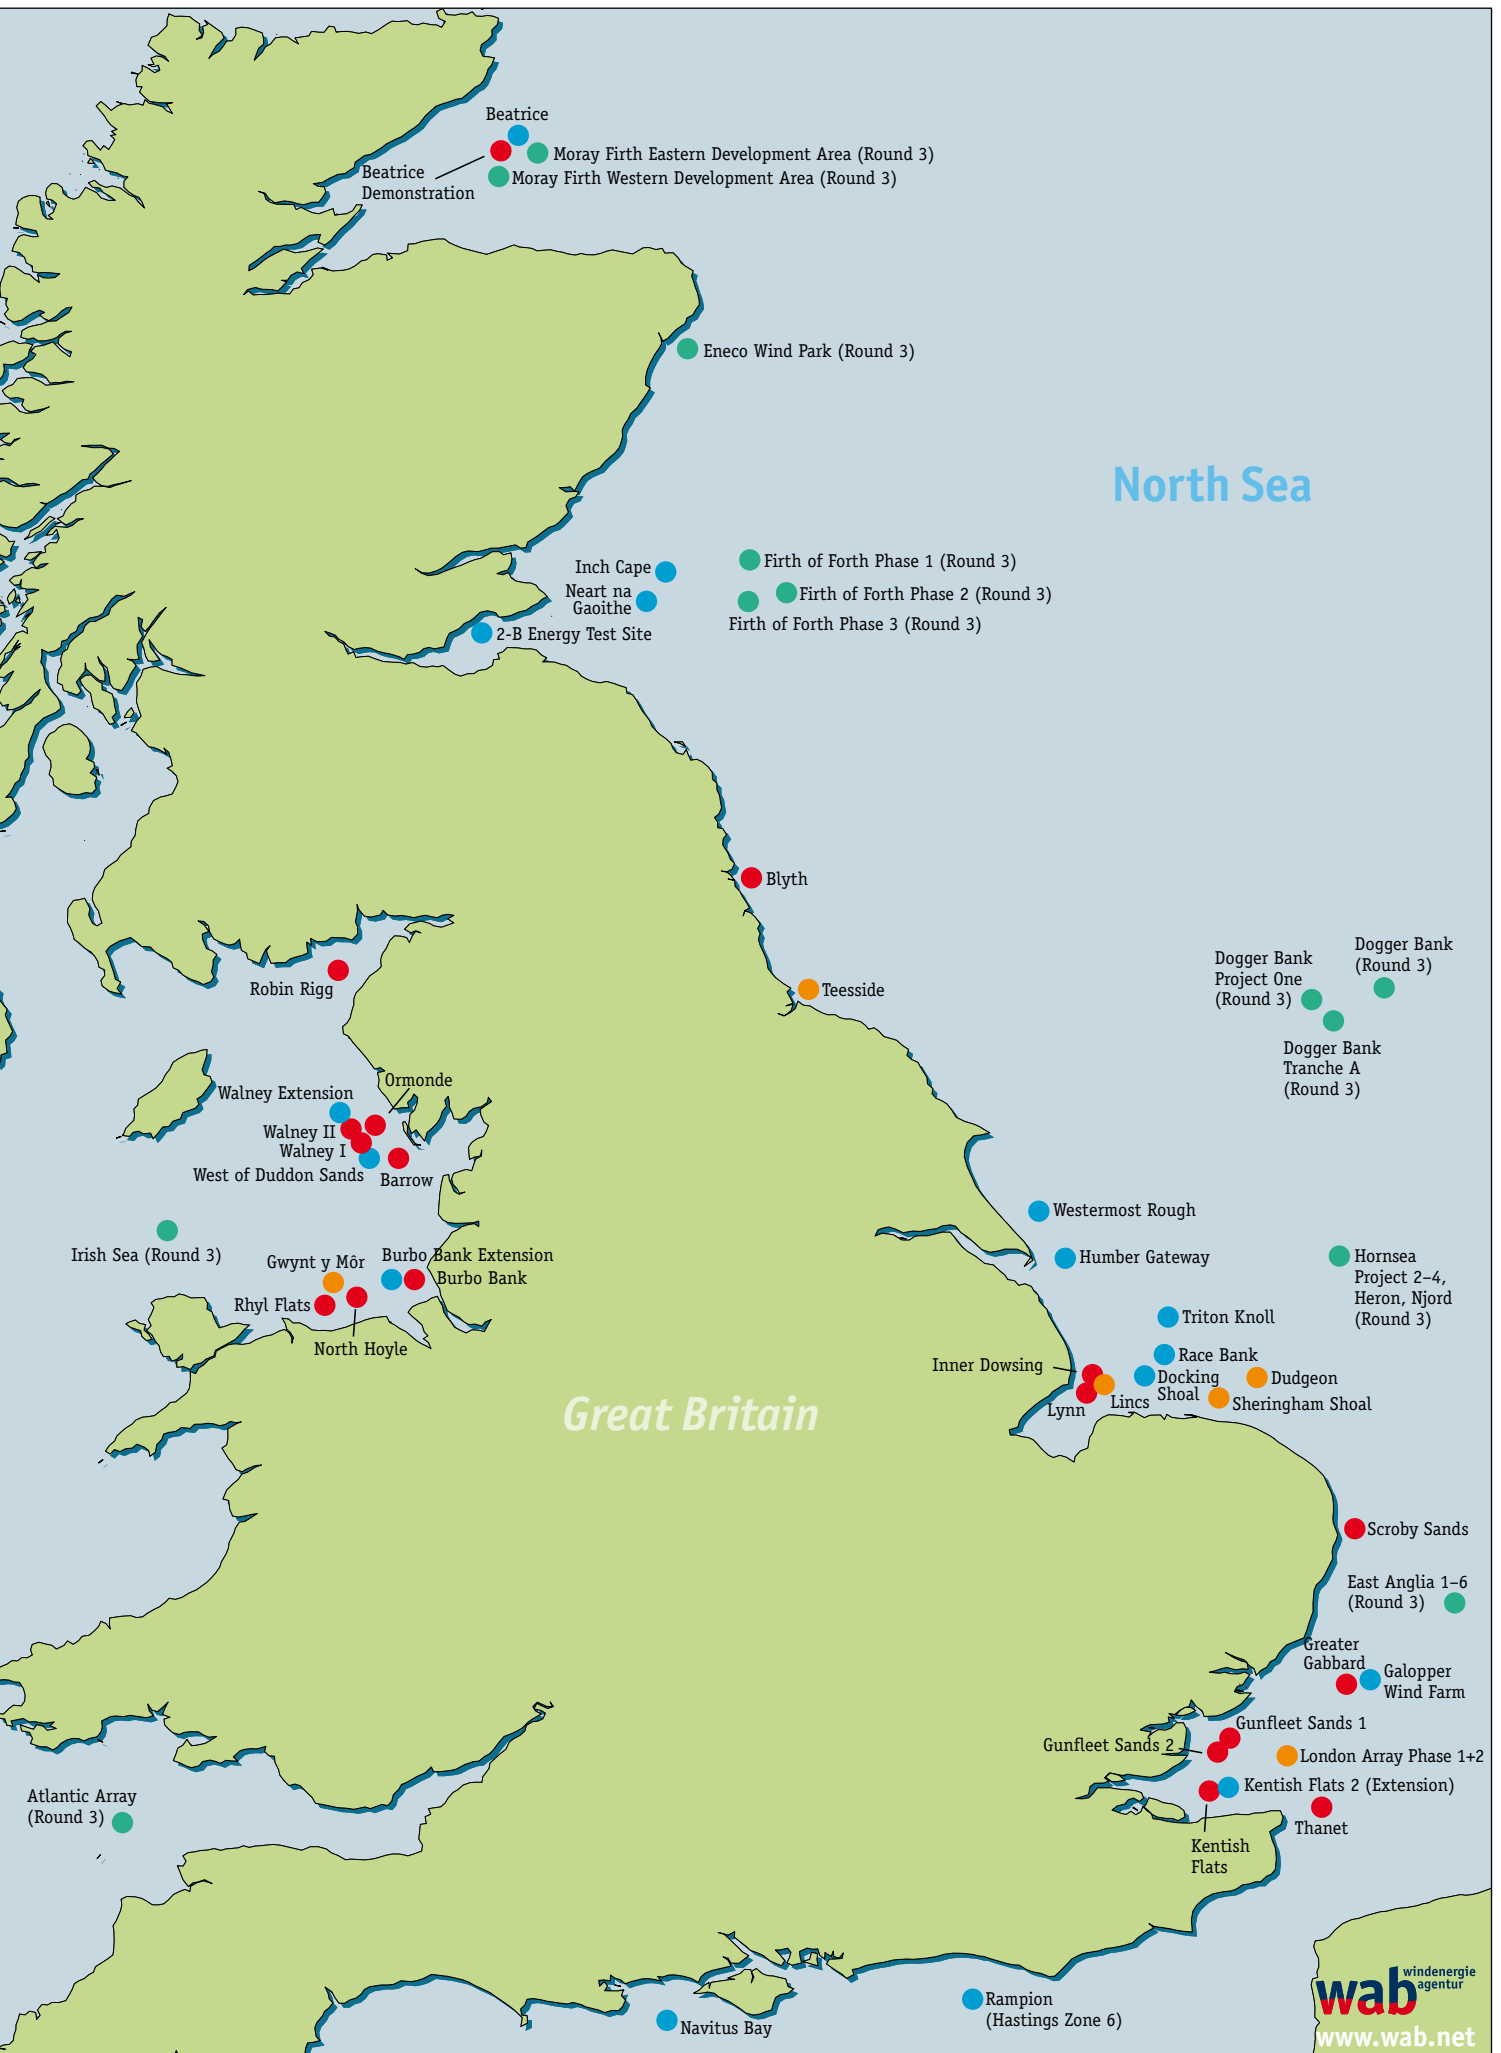 Beatrice
Moray Firth Eastern Development Area (Round 3)
Beatrice
Demonstration
Moray Firth Western Development Area (Round 3)
Eneco Wind Park (Round 3)
North Sea
Inch Cape
Firth of Forth Phase 1 (Round 3)
Neart na
Gaoithe
Firth of Forth Phase 2 (Round 3)
Firth of Forth Phase 3 (Round 3)
2-B Energy Test Site
Blyth
Robin Rigg
Teesside
Dogger Bank
Project One
(Round 3)
Dogger Bank
(Round 3)
Dogger Bank
Tranche A
(Round 3)
Ormonde
Walney Extension
Walney II
Walney I
West of Duddon Sands
Barrow
Westermost Rough
Irish Sea (Round 3)
Gwynt y Môr
Burbo Bank Extension
Burbo Bank
Rhyl Flats
North Hoyle
Humber Gateway
Hornsea
Project 2–4,
Heron, Njord
(Round 3)
Triton Knoll
Race Bank
Inner Dowsing
Docking
Shoal
Dudgeon
Lynn
Lincs
Sheringham Shoal
Great Britain
Scroby Sands
East Anglia 1–6
(Round 3)
Greater
Gabbard
Galopper
Wind Farm
Gunfleet Sands 1
Gunfleet Sands 2
London Array Phase 1+2
Kentish Flats 2 (Extension)
Atlantic Array
(Round 3)
Thanet
Kentish
Flats
Rampion
(Hastings Zone 6)
Navitus Bay
wab
windenergie
agentur
www.wab.net